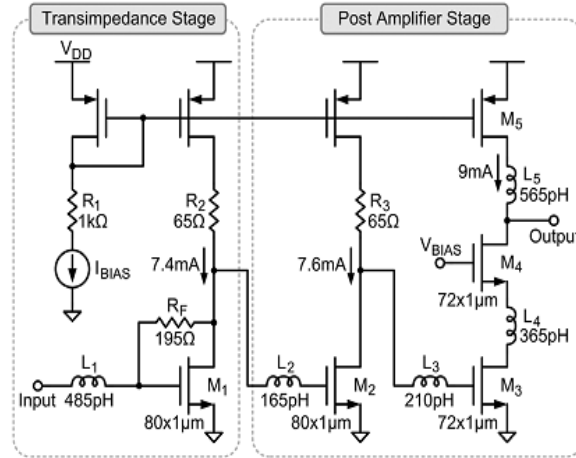 Transimpedance Stage
Post Amplifier Stage
V_DD
M_5
R_1
1kΩ
R_2
65Ω
R_3
65Ω
9mA
L_5
565pH
Output
I_BIAS
7.4mA
7.6mA
V_BIAS
M_4
72x1μm
R_F
195Ω
L_4
365pH
L_1
485pH
Input
M_1
80x1μm
L_2
165pH
M_2
80x1μm
L_3
210pH
M_3
72x1μm